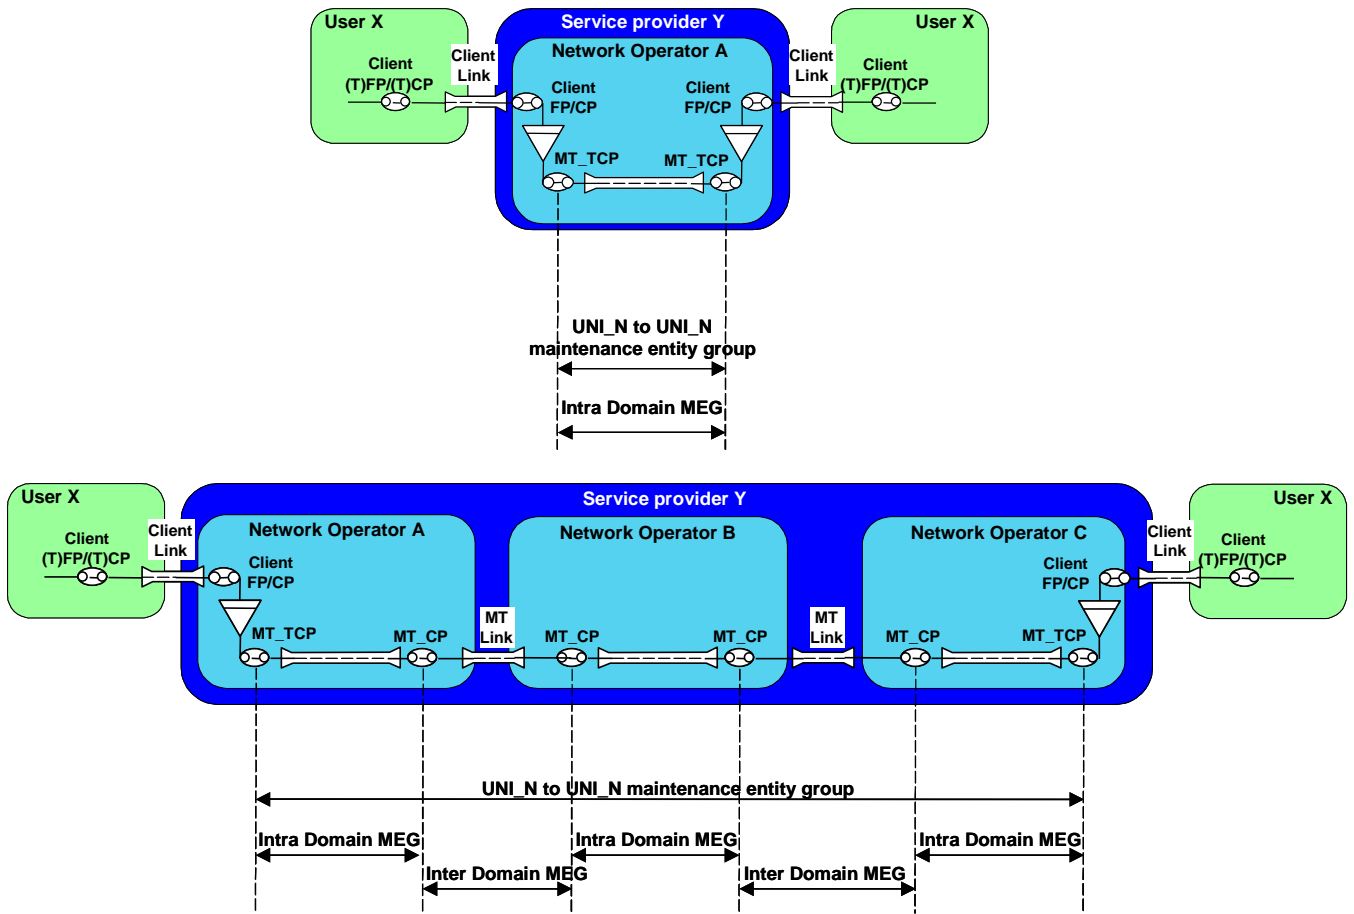 User X
Service provider Y
User X
Network Operator A
Client
(T)FP/(T)CP
Client
Link
Client
FP/CP
Client
FP/CP
Client
Link
Client
(T)FP/(T)CP
MT_TCP
MT_TCP
UNI_N to UNI_N
maintenance entity group
Intra Domain MEG
User X
Service provider Y
User X
Network Operator A
Network Operator B
Network Operator C
Client
(T)FP/(T)CP
Client
Link
Client
FP/CP
Client
FP/CP
Client
Link
Client
(T)FP/(T)CP
MT_TCP
MT_CP
MT
Link
MT_CP
MT_CP
MT
Link
MT_CP
MT_TCP
UNI_N to UNI_N maintenance entity group
Intra Domain MEG
Intra Domain MEG
Intra Domain MEG
Inter Domain MEG
Inter Domain MEG